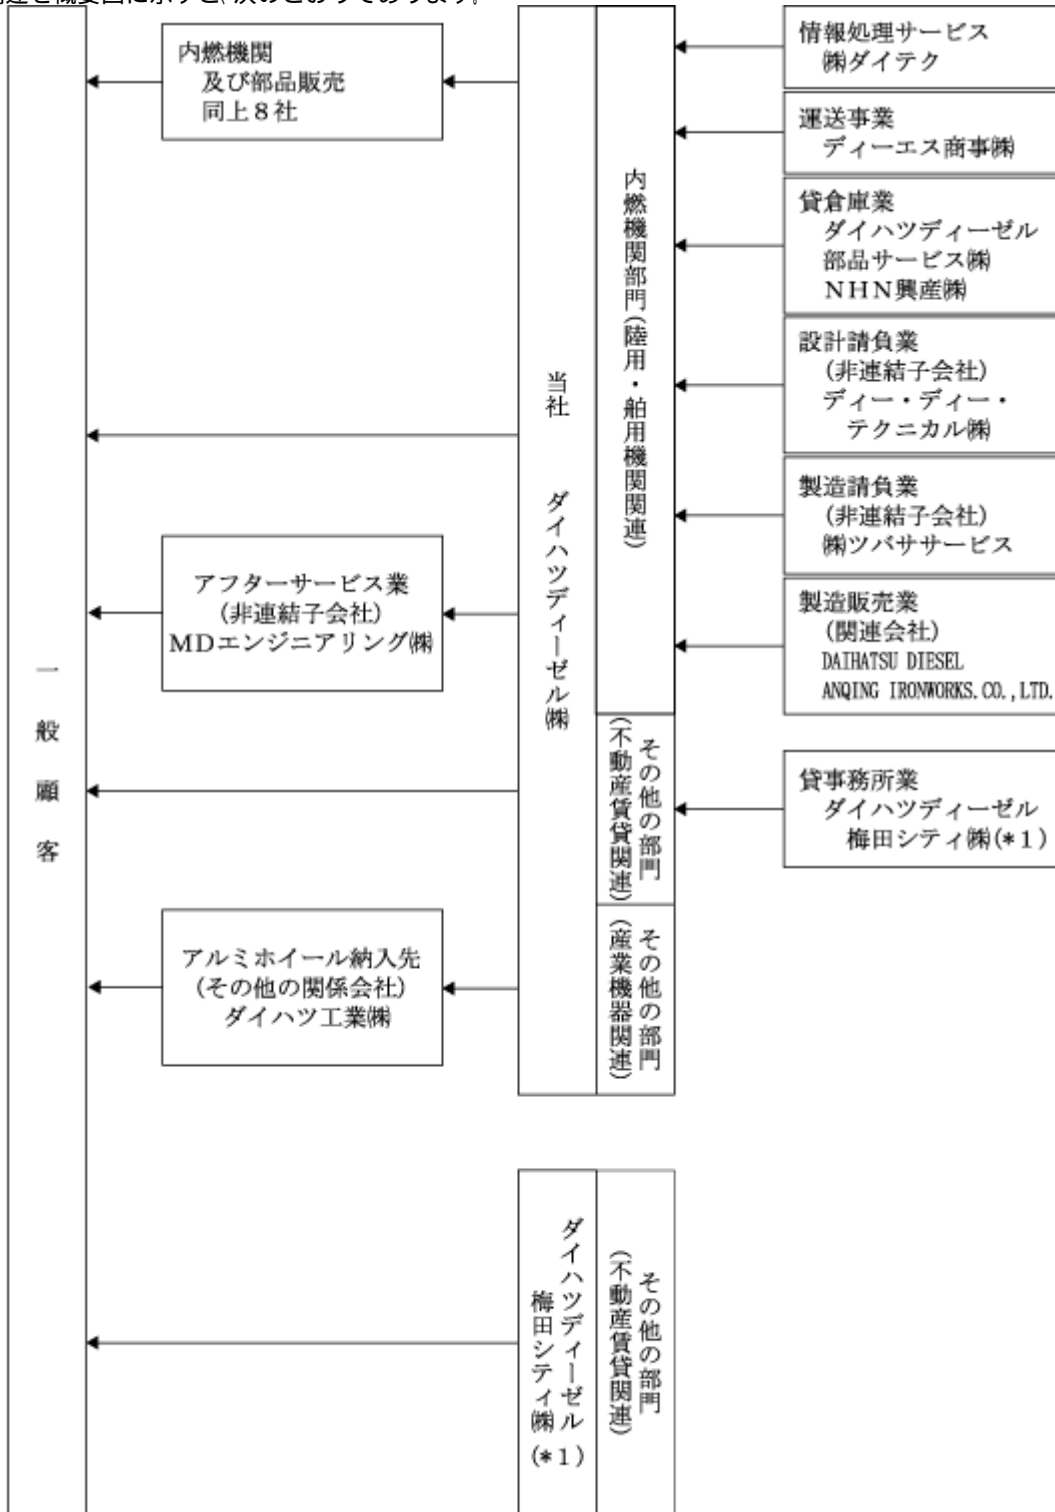 関連を概要図に示すと、次のとおりであります。
内燃機関
及び部品販売
同上８社
情報処理サービス
㈱ダイテク
運送事業
ディーエス商事㈱
貸倉庫業
ダイハツディーゼル
部品サービス㈱
ＮＨＮ興産㈱
設計請負業
(非連結子会社)
ディー・ディー・
テクニカル㈱
製造請負業
(非連結子会社)
㈱ツバササービス
製造販売業
(関連会社)
DAIHATSU DIESEL
ANQING IRONWORKS.CO.,LTD.
貸事務所業
ダイハツディーゼル
梅田シティ㈱(*1)
内燃機関部門(陸用・舶用機関関連)
当社　ダイハツディーゼル㈱
アフターサービス業
(非連結子会社)
MDエンジニアリング㈱
一般顧客
その他の部門
(不動産賃貸関連)
その他の部門
(産業機器関連)
アルミホイール納入先
(その他の関係会社)
ダイハツ工業㈱
ダイハツディーゼル
梅田シティ㈱(*1)
その他の部門
(不動産賃貸関連)